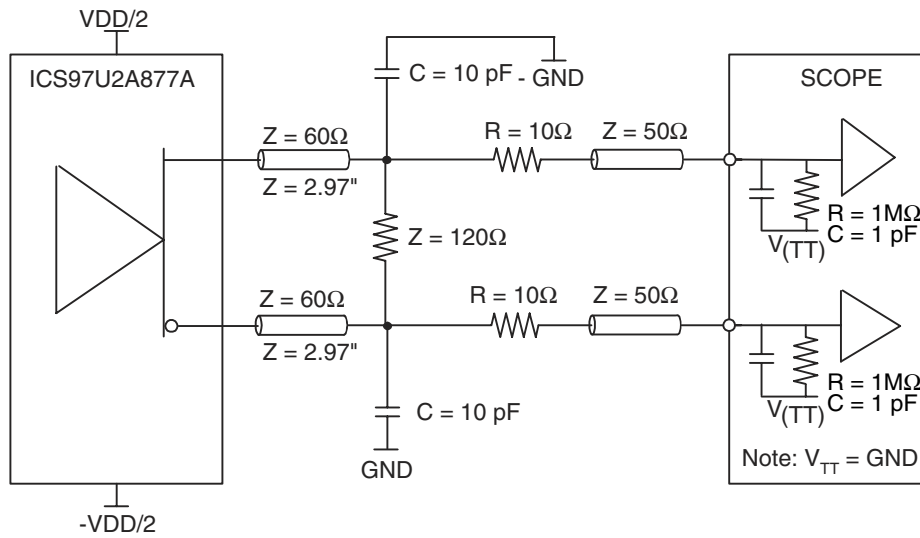 VDD/2
ICS97U2A877A
C = 10 pF
- GND
SCOPE
Z = 60Ω
Z = 2.97"
R = 10Ω
Z = 50Ω
R = 1MΩ
C = 1 pF
V(TT)
Z = 120Ω
Z = 60Ω
Z = 2.97"
R = 10Ω
Z = 50Ω
R = 1MΩ
C = 1 pF
V(TT)
C = 10 pF
GND
Note: VTT = GND
-VDD/2